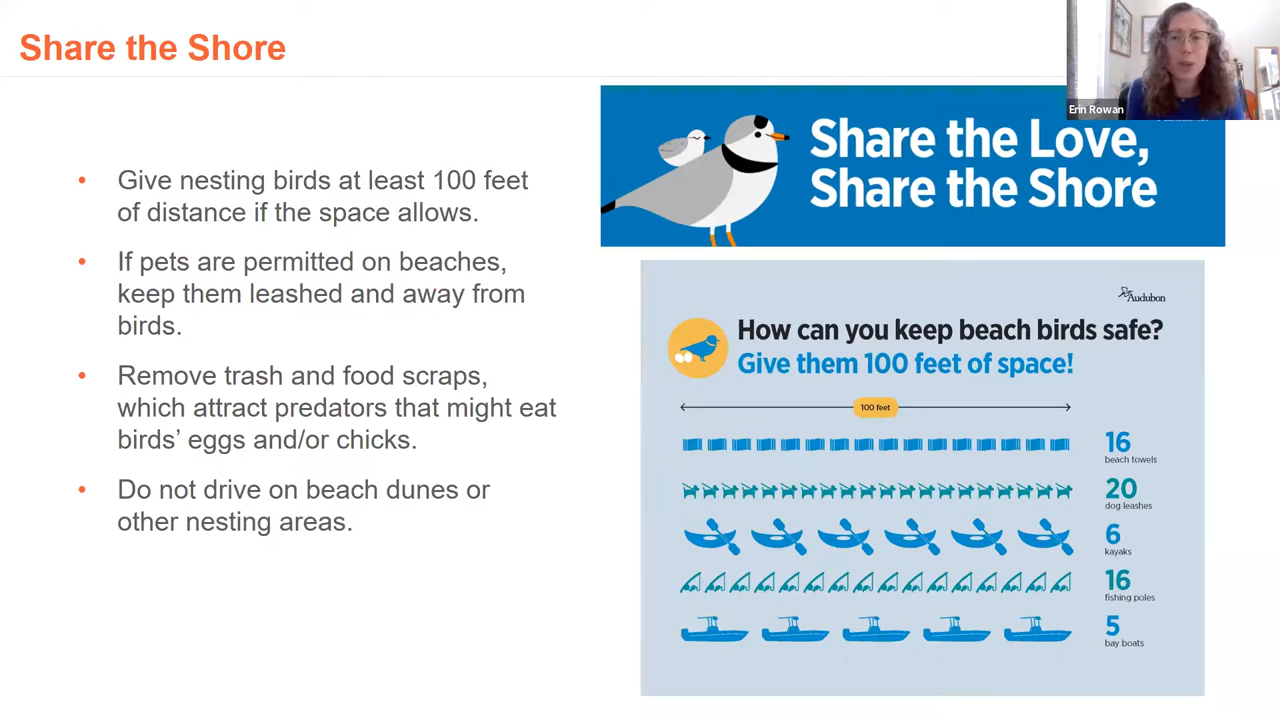 Share the Shore
Erin Rowan
Share the Love,
Share the Shore
• Give nesting birds at least 100 feet
of distance if the space allows.
• If pets are permitted on beaches,
keep them leashed and away from
birds.
• Remove trash and food scraps,
which attract predators that might eat
birds’ eggs and/or chicks.
• Do not drive on beach dunes or
other nesting areas.
Audubon
How can you keep beach birds safe?
Give them 100 feet of space!
100 feet
16
beach towels
20
dog leashes
6
kayaks
16
fishing poles
5
bay boats